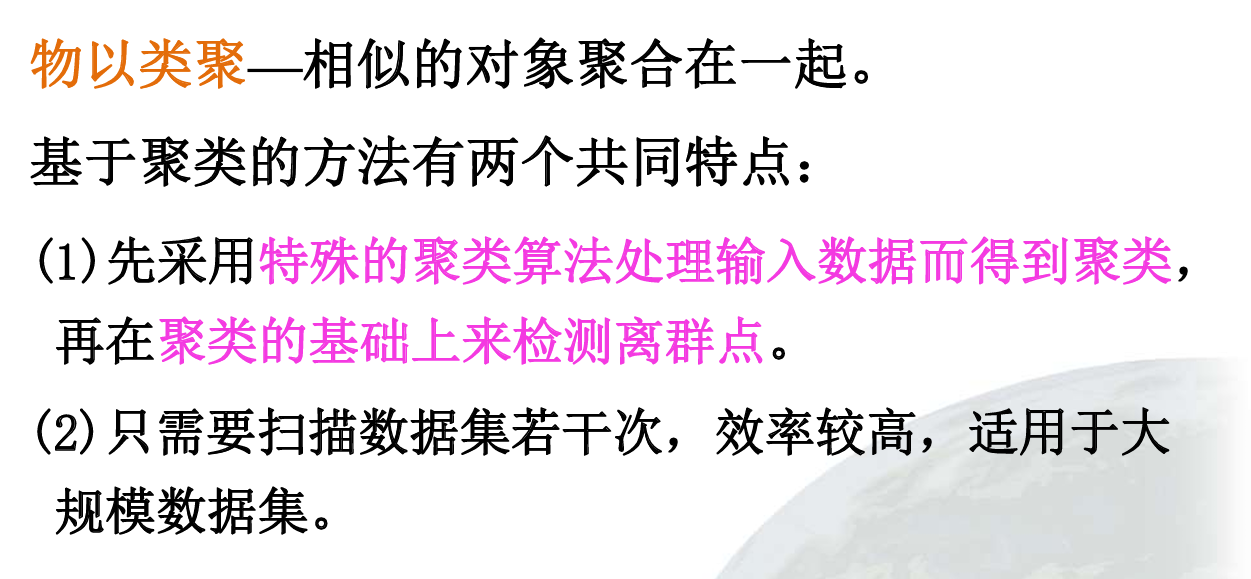 物以类聚—相似的对象聚合在一起。
基于聚类的方法有两个共同特点：
(1)先采用特殊的聚类算法处理输入数据而得到聚类，
再在聚类的基础上来检测离群点。
(2)只需要扫描数据集若干次，效率较高，适用于大
规模数据集。